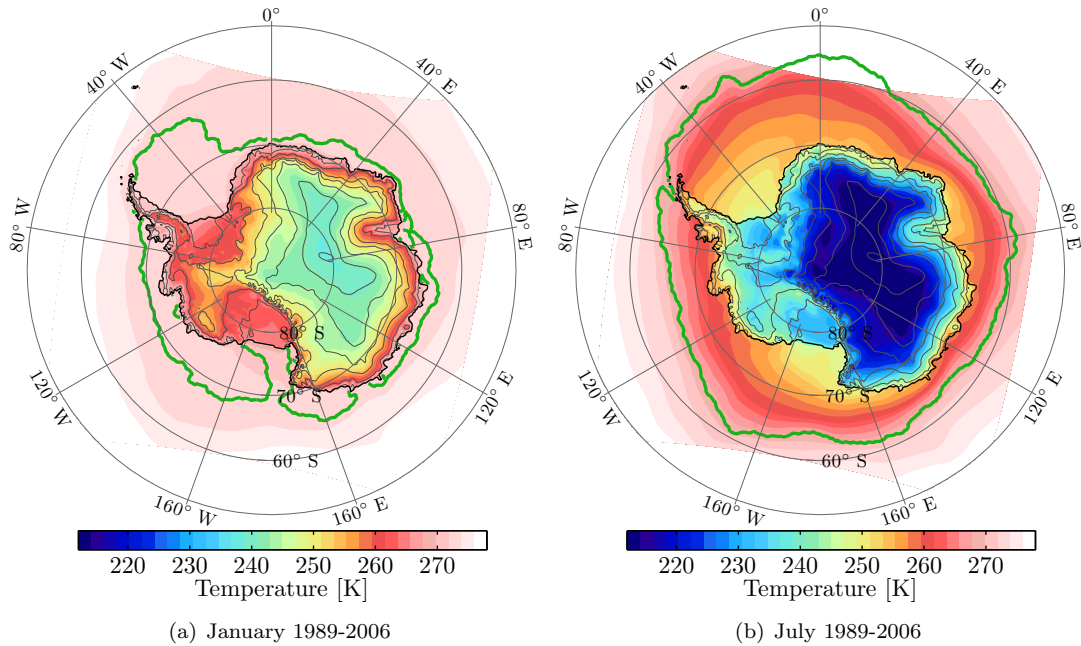 0°
40° W
40° E
80° W
80° E
80° S
120° W
70° S
120° E
60° S
160° W
160° E
220 230 240 250 260 270
Temperature [K]
(a) January 1989-2006
0°
40° W
40° E
80° W
80° E
80° S
120° W
70° S
120° E
60° S
160° W
160° E
220 230 240 250 260 270
Temperature [K]
(b) July 1989-2006